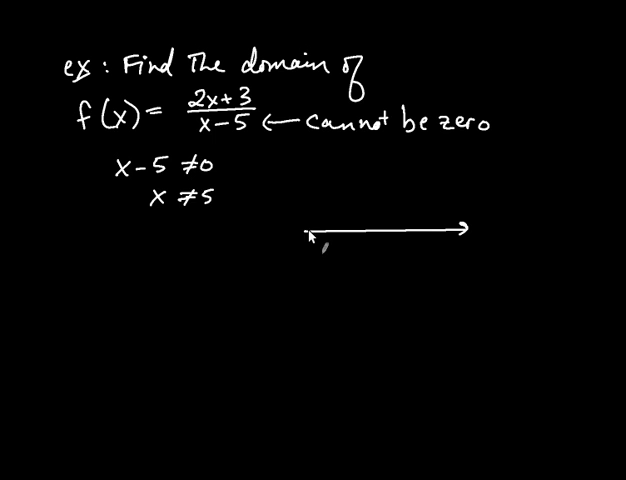 ex: Find The domain of
f(x) = 2x+3 / x-5 ← cannot be zero
x-5 ≠0
x ≠5